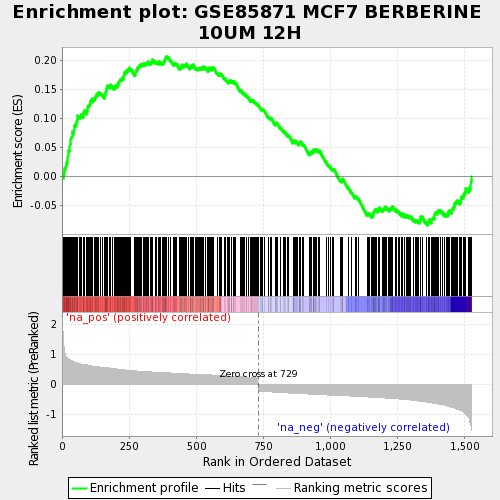 Enrichment plot: GSE85871 MCF7 BERBERINE
10UM 12H
Enrichment score (ES)
0.20
0.15
0.10
0.05
0.00
-0.05
'na_pos' (positively correlated)
Ranked list metric (PreRanked)
2
1
0
-1
Zero cross at 729
'na_neg' (negatively correlated)
0
250
500
750
1,000
1,250
1,500
Rank in Ordered Dataset
Enrichment profile
Hits
Ranking metric scores